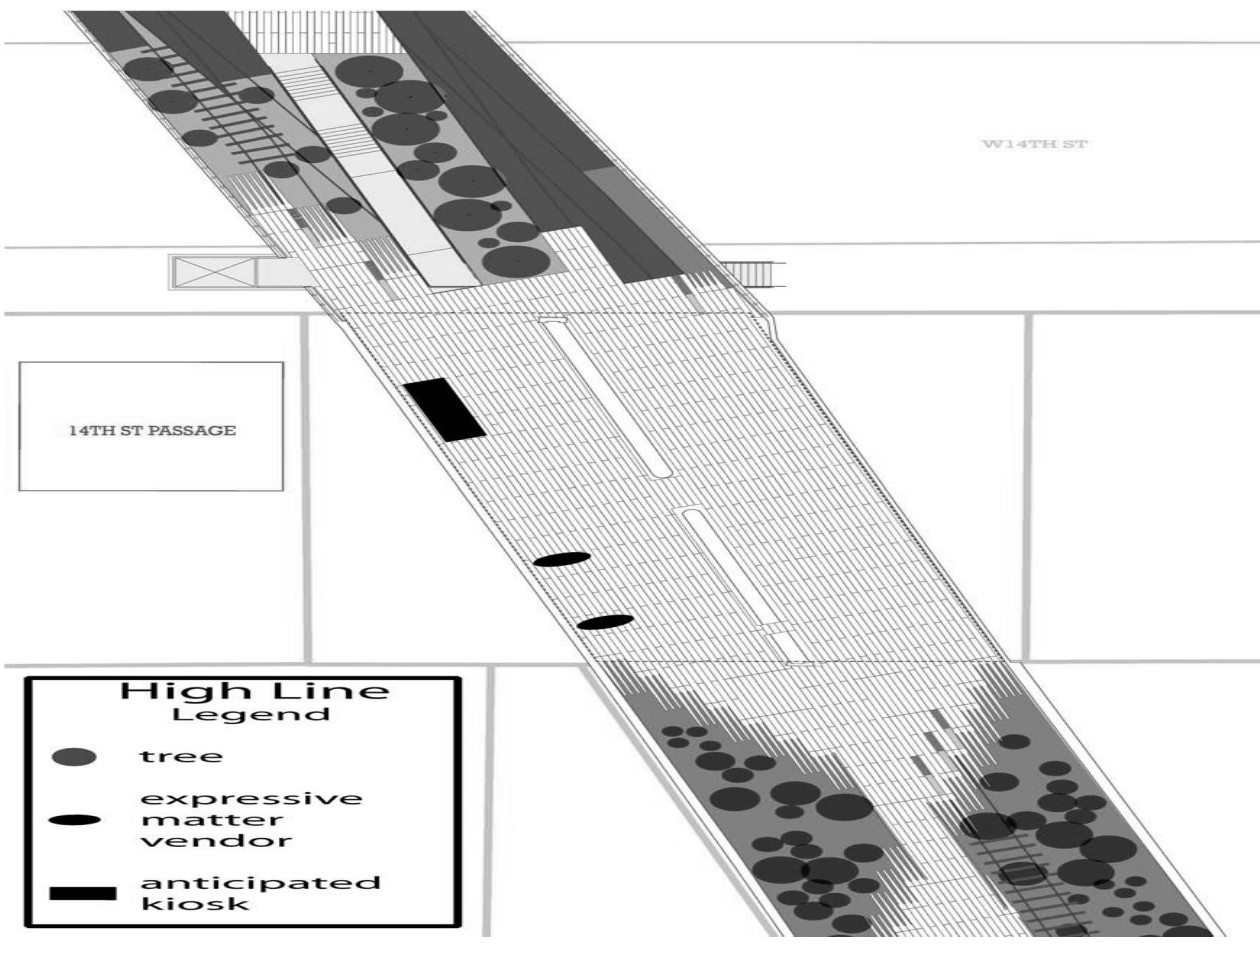 W14TH ST
14TH ST PASSAGE
High Line
Legend
tree
expressive
matter
vendor
anticipated
kiosk